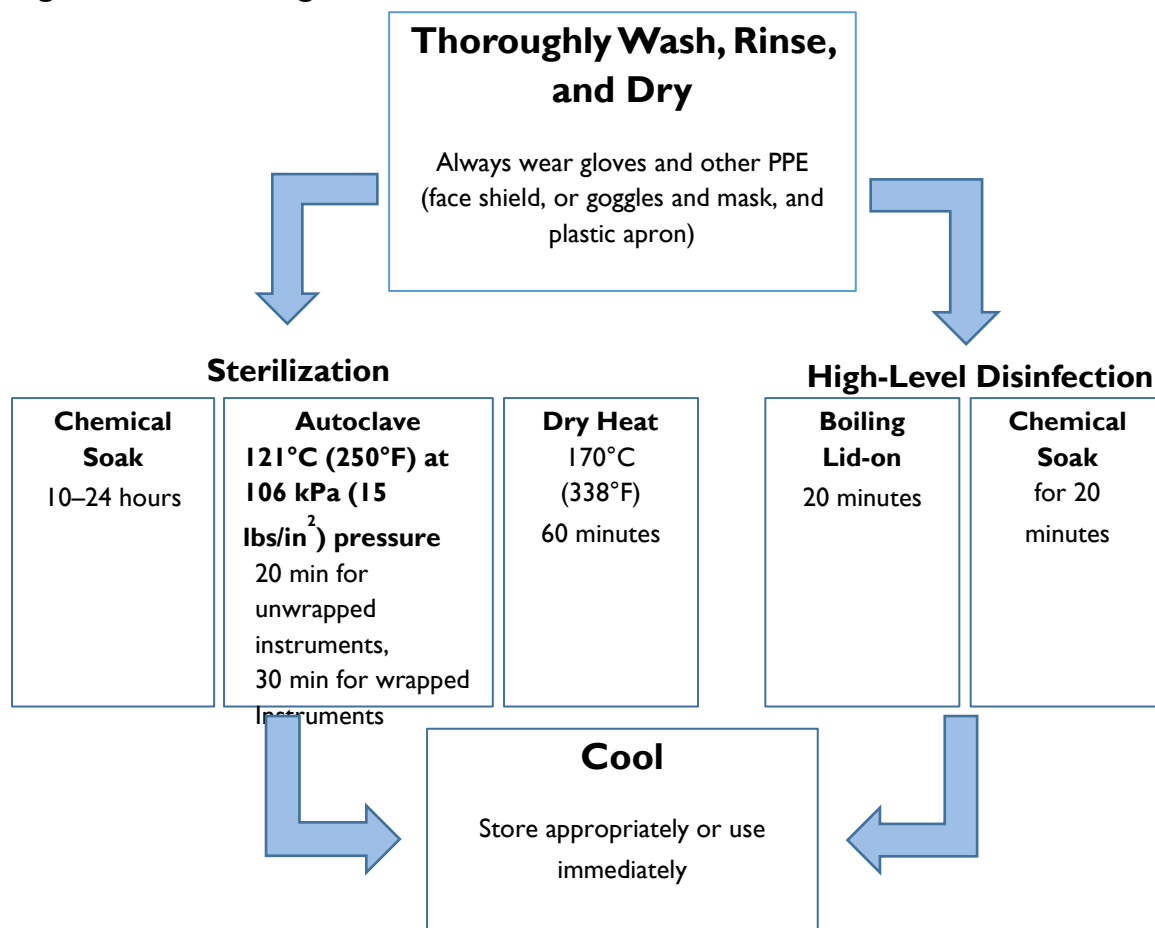 Thoroughly Wash, Rinse,
and Dry
Always wear gloves and other PPE
(face shield, or goggles and mask, and
plastic apron)
Sterilization
High-Level Disinfection
Chemical
Soak
10–24 hours
Autoclave
121°C (250°F) at
106 kPa (15
lbs/in²) pressure
20 min for
unwrapped
instruments,
30 min for wrapped
Instruments
Dry Heat
170°C
(338°F)
60 minutes
Boiling
Lid-on
20 minutes
Chemical
Soak
for 20
minutes
Cool
Store appropriately or use
immediately